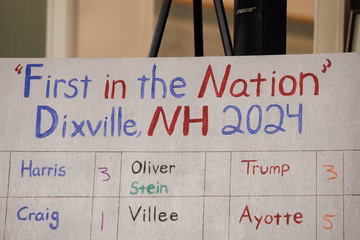 "First in the Nation"
Dixville, NH 2024
Harris 3 Oliver Trump 3
Stein
Craig 1 Villee Ayotte 5